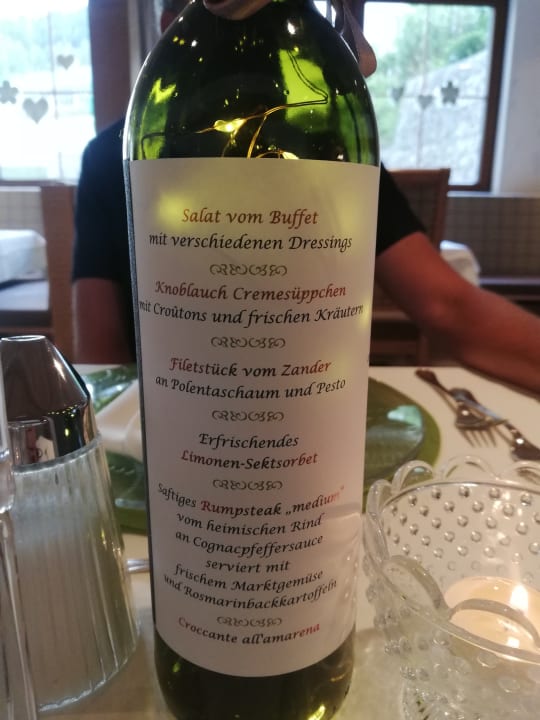 Salat vom Buffet
mit verschiedenen Dressings
Knoblauch Cremesüppchen
mit Croûtons und frischen Kräutern
Filetstück vom Zander
an Polentaschaum und Pesto
Erfrischendes
Limonen-Sektsorbet
Saftiges Rumpsteak „medium“
vom heimischen Rind
an Cognacpfeffersauce
serviert mit
frischem Marktgemüse
und Rosmarinbackkartoffeln
Croccante all'amarena